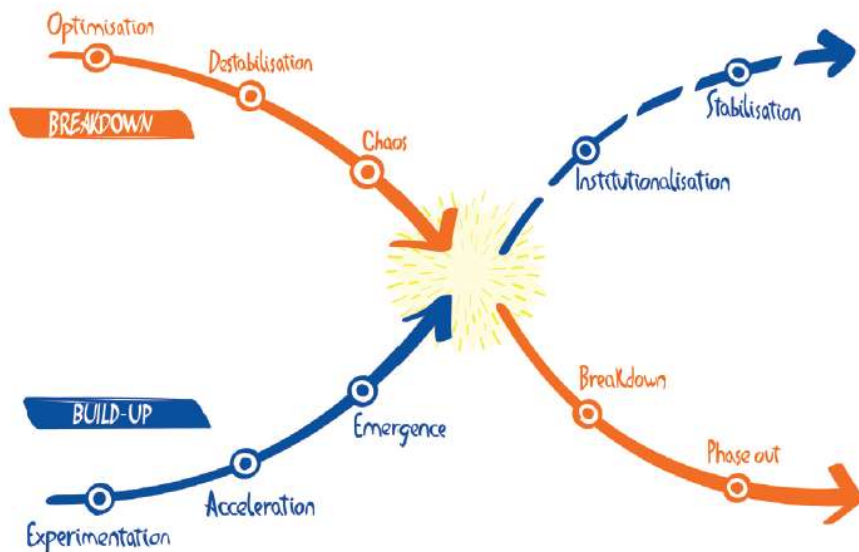 Optimisation
Destabilisation
BREAKDOWN
Chaos
Stabilisation
Institutionalisation
BUILD-UP
Emergence
Acceleration
Experimentation
Breakdown
Phase out